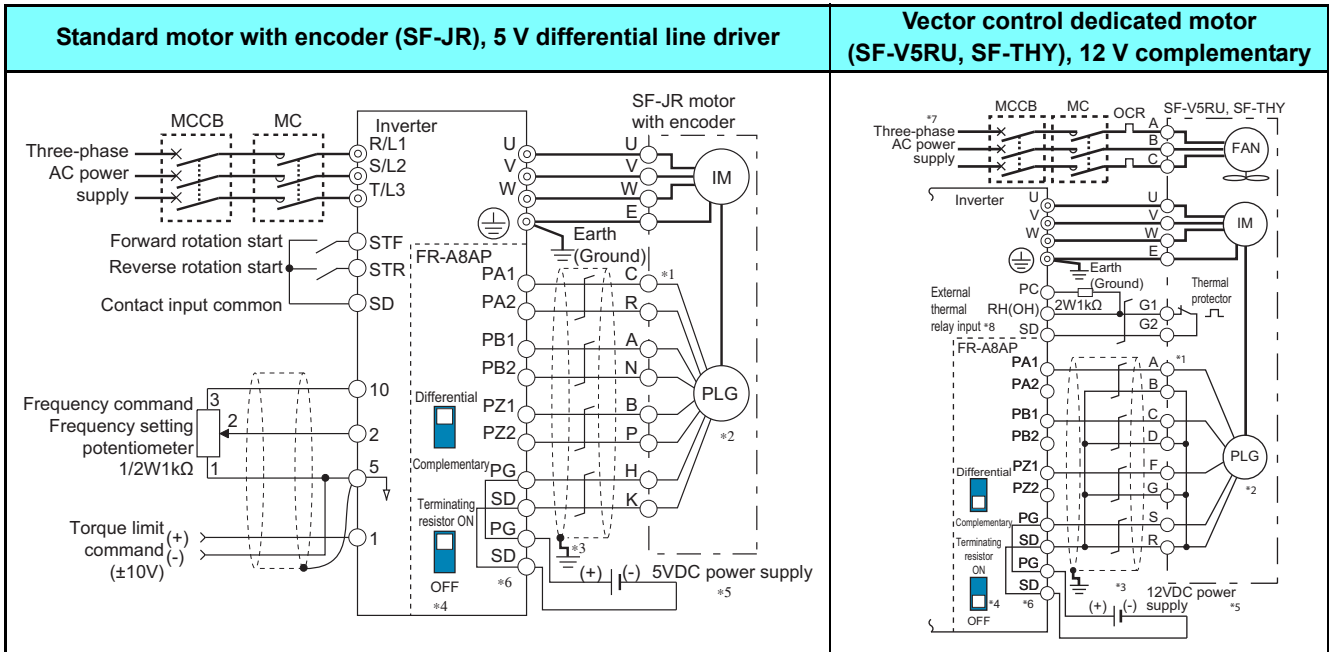 Standard motor with encoder (SF-JR), 5 V differential line driver
SF-JR motor
with encoder
MCCB
MC
Inverter
Three-phase
AC power
supply
R/L1
S/L2
T/L3
U
V
W
U
V
W
E
IM
Earth
(Ground)
Forward rotation start
Reverse rotation start
Contact input common
STF
STR
SD
FR-A8AP
PA1
PA2
PB1
PB2
PZ1
PZ2
PG
SD
PG
SD
C
*1
R
A
N
B
P
H
K
PLG
*2
Differential
Complementary
Terminating
resistor ON
OFF
*4
*6
*3
(+)
(-)
5VDC power supply
*5
Frequency command
Frequency setting
potentiometer
1/2W1kΩ
3
2
1
10
2
5
1
Torque limit
command
(±10V)
(+)
(-)
Vector control dedicated motor
(SF-V5RU, SF-THY), 12 V complementary
MCCB
MC
OCR
SF-V5RU, SF-THY
*7
Three-phase
AC power
supply
A
B
C
FAN
Inverter
U
V
W
U
V
W
E
IM
Earth
(Ground)
External
thermal
relay input *8
PC
RH(OH)
SD
2W1kΩ
G1
G2
Thermal
protector
FR-A8AP
PA1
PA2
PB1
PB2
PZ1
PZ2
PG
SD
PG
SD
A
*1
B
C
D
F
G
S
R
PLG
*2
Differential
Complementary
Terminating
resistor
ON
*4
OFF
*6
*3
(+)
(-)
12VDC power
supply
*5